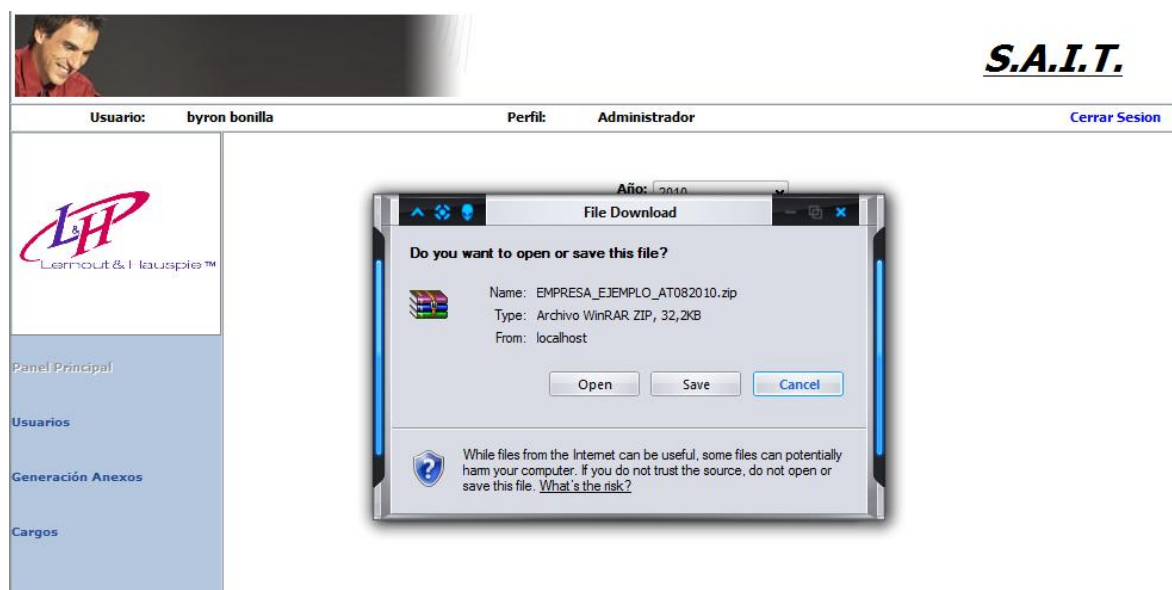 S.A.I.T.
Usuario: byron bonilla Perfil: Administrador Cerrar Sesion
L&H
Lernout & Hauspie™
Panel Principal
Usuarios
Generación Anexos
Cargos
Año: 2010
File Download
Do you want to open or save this file?
Name: EMPRESA_EJEMPLO_AT082010.zip
Type: Archivo WinRAR ZIP, 32,2KB
From: localhost
Open Save Cancel
While files from the Internet can be useful, some files can potentially
harm your computer. If you do not trust the source, do not open or
save this file. What's the risk?